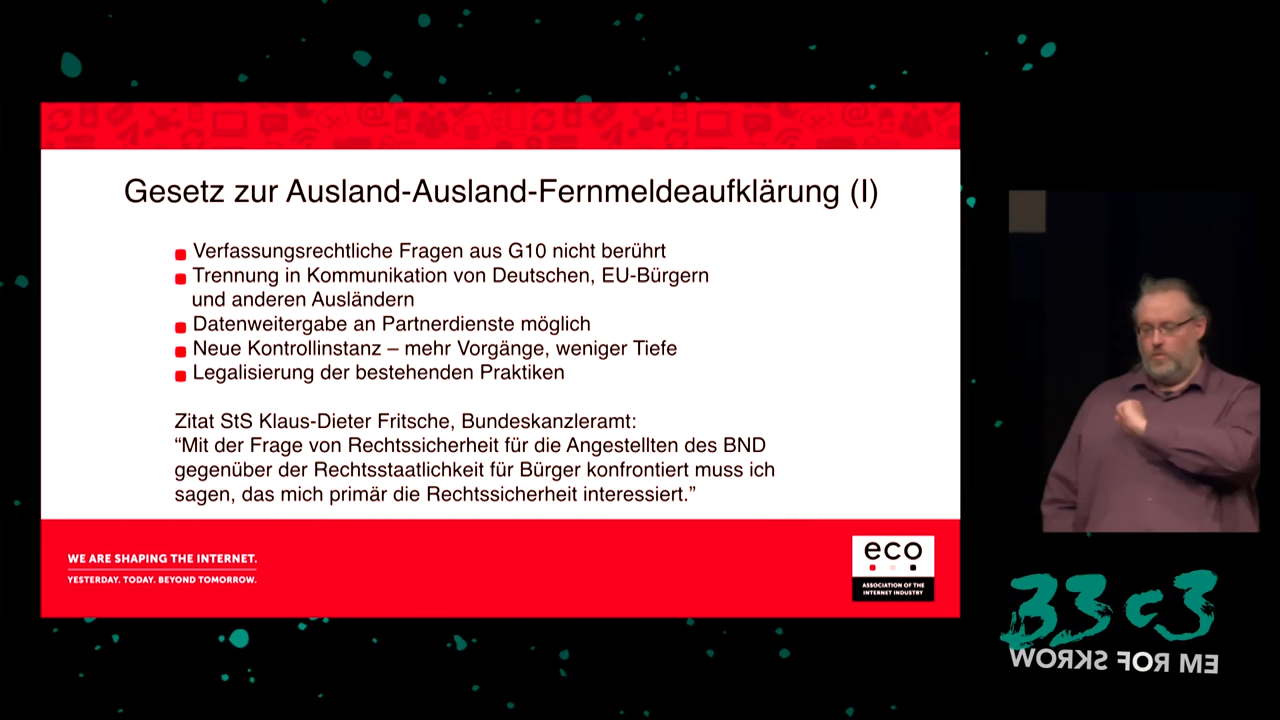 Gesetz zur Ausland-Ausland-Fernmeldeaufklärung (I)
Verfassungsrechtliche Fragen aus G10 nicht berührt
Trennung in Kommunikation von Deutschen, EU-Bürgern
und anderen Ausländern
Datenweitergabe an Partnerdienste möglich
Neue Kontrollinstanz – mehr Vorgänge, weniger Tiefe
Legalisierung der bestehenden Praktiken
Zitat StS Klaus-Dieter Fritsche, Bundeskanzleramt:
“Mit der Frage von Rechtssicherheit für die Angestellten des BND
gegenüber der Rechtsstaatlichkeit für Bürger konfrontiert muss ich
sagen, das mich primär die Rechtssicherheit interessiert.”
WE ARE SHAPING THE INTERNET.
YESTERDAY. TODAY. BEYOND TOMORROW.
eco
ASSOCIATION OF THE
INTERNET INDUSTRY
33c3
WORKS FOR ME